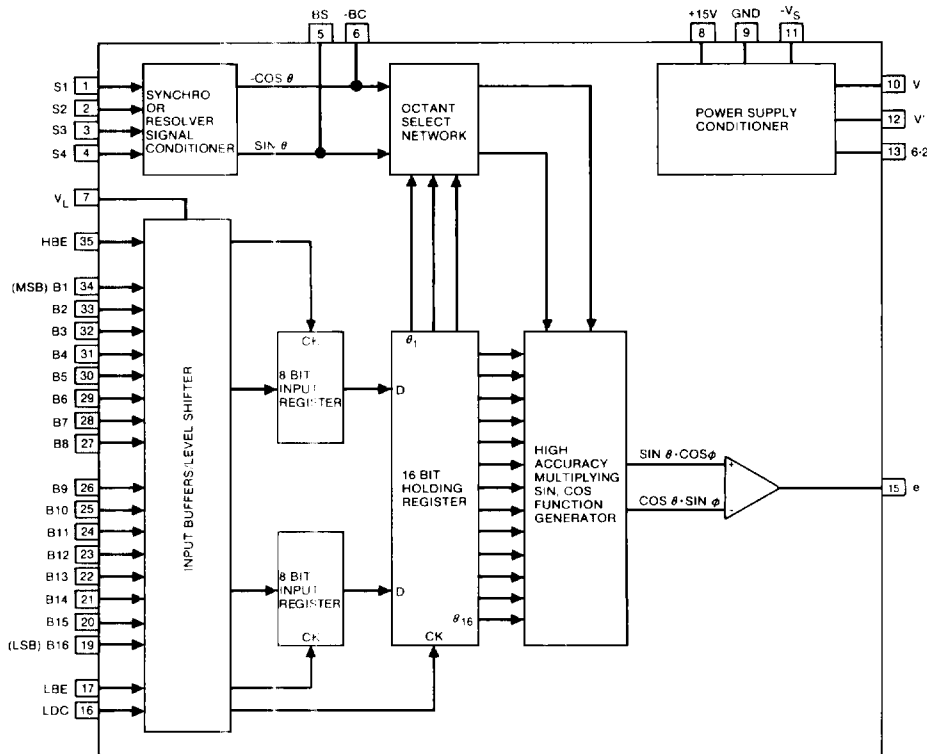 BS
-BC
5
6
+15V
GND
-VS
8
9
11
S1 1
S2 2
S3 3
S4 4
SYNCHRO
OR
RESOLVER
SIGNAL
CONDITIONER
-COS θ
SIN θ
OCTANT
SELECT
NETWORK
POWER SUPPLY
CONDITIONER
10 V
12 V'
13 6·2
VL 7
HBE 35
(MSB) B1 34
B2 33
B3 32
B4 31
B5 30
B6 29
B7 28
B8 27
B9 26
B10 25
B11 24
B12 23
B13 22
B14 21
B15 20
(LSB) B16 19
LBE 17
LDC 16
INPUT BUFFERS/LEVEL SHIFTER
CK
8 BIT
INPUT
REGISTER
8 BIT
INPUT
REGISTER
CK
θ1
D
16 BIT
HOLDING
REGISTER
D
θ16
CK
HIGH
ACCURACY
MULTIPLYING
SIN, COS
FUNCTION
GENERATOR
SIN θ·COSϕ
COS θ·SIN ϕ
+
-
15 e